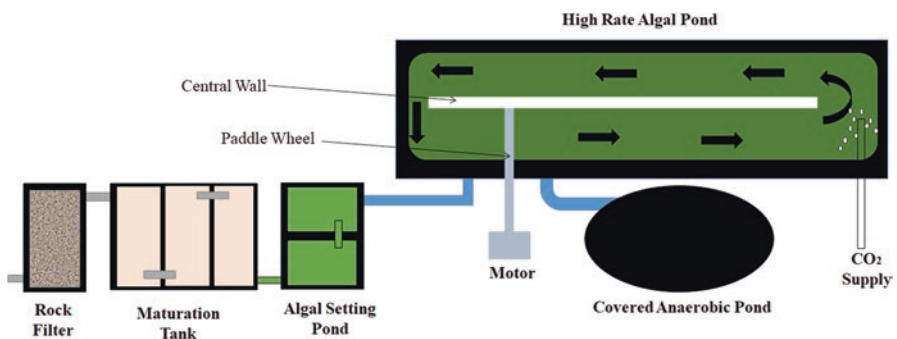 High Rate Algal Pond
Central Wall
Paddle Wheel
Motor
CO₂
Supply
Covered Anaerobic Pond
Rock
Filter
Maturation
Tank
Algal Setting
Pond